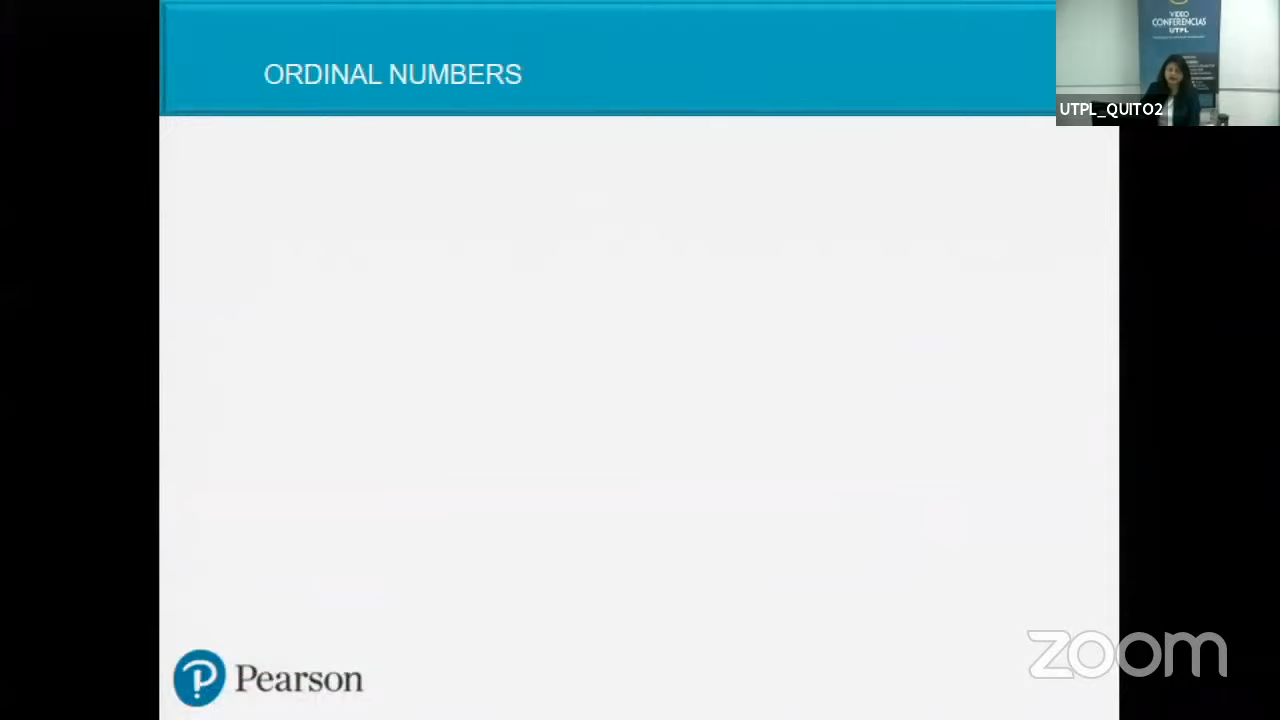 ORDINAL NUMBERS
VIDEO
CONFERENCIAS
UTPL
UTPL_QUITO2
Pearson
zoom